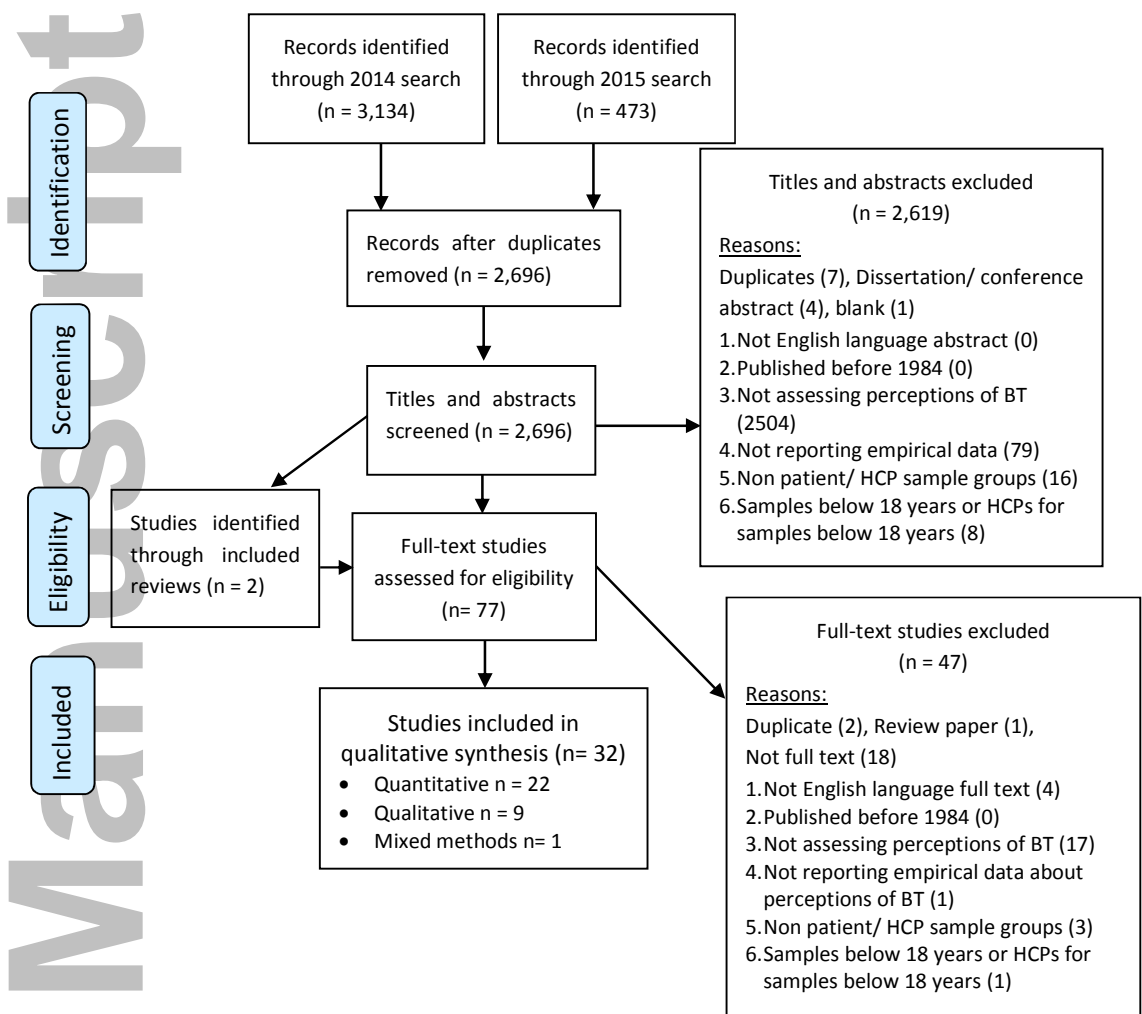 Manuscript
Identification
Screening
Eligibility
Included
Records identified
through 2014 search
(n = 3,134)
Records identified
through 2015 search
(n = 473)
Records after duplicates
removed (n = 2,696)
Titles and abstracts
screened (n = 2,696)
Titles and abstracts excluded
(n = 2,619)
Reasons:
Duplicates (7), Dissertation/ conference
abstract (4), blank (1)
1.Not English language abstract (0)
2.Published before 1984 (0)
3.Not assessing perceptions of BT
(2504)
4.Not reporting empirical data (79)
5.Non patient/ HCP sample groups (16)
6.Samples below 18 years or HCPs for
samples below 18 years (8)
Studies identified
through included
reviews (n = 2)
Full-text studies
assessed for eligibility
(n= 77)
Full-text studies excluded
(n = 47)
Reasons:
Duplicate (2), Review paper (1),
Not full text (18)
1.Not English language full text (4)
2.Published before 1984 (0)
3.Not assessing perceptions of BT (17)
4.Not reporting empirical data about
perceptions of BT (1)
5.Non patient/ HCP sample groups (3)
6.Samples below 18 years or HCPs for
samples below 18 years (1)
Studies included in
qualitative synthesis (n= 32)
• Quantitative n = 22
• Qualitative n = 9
• Mixed methods n= 1